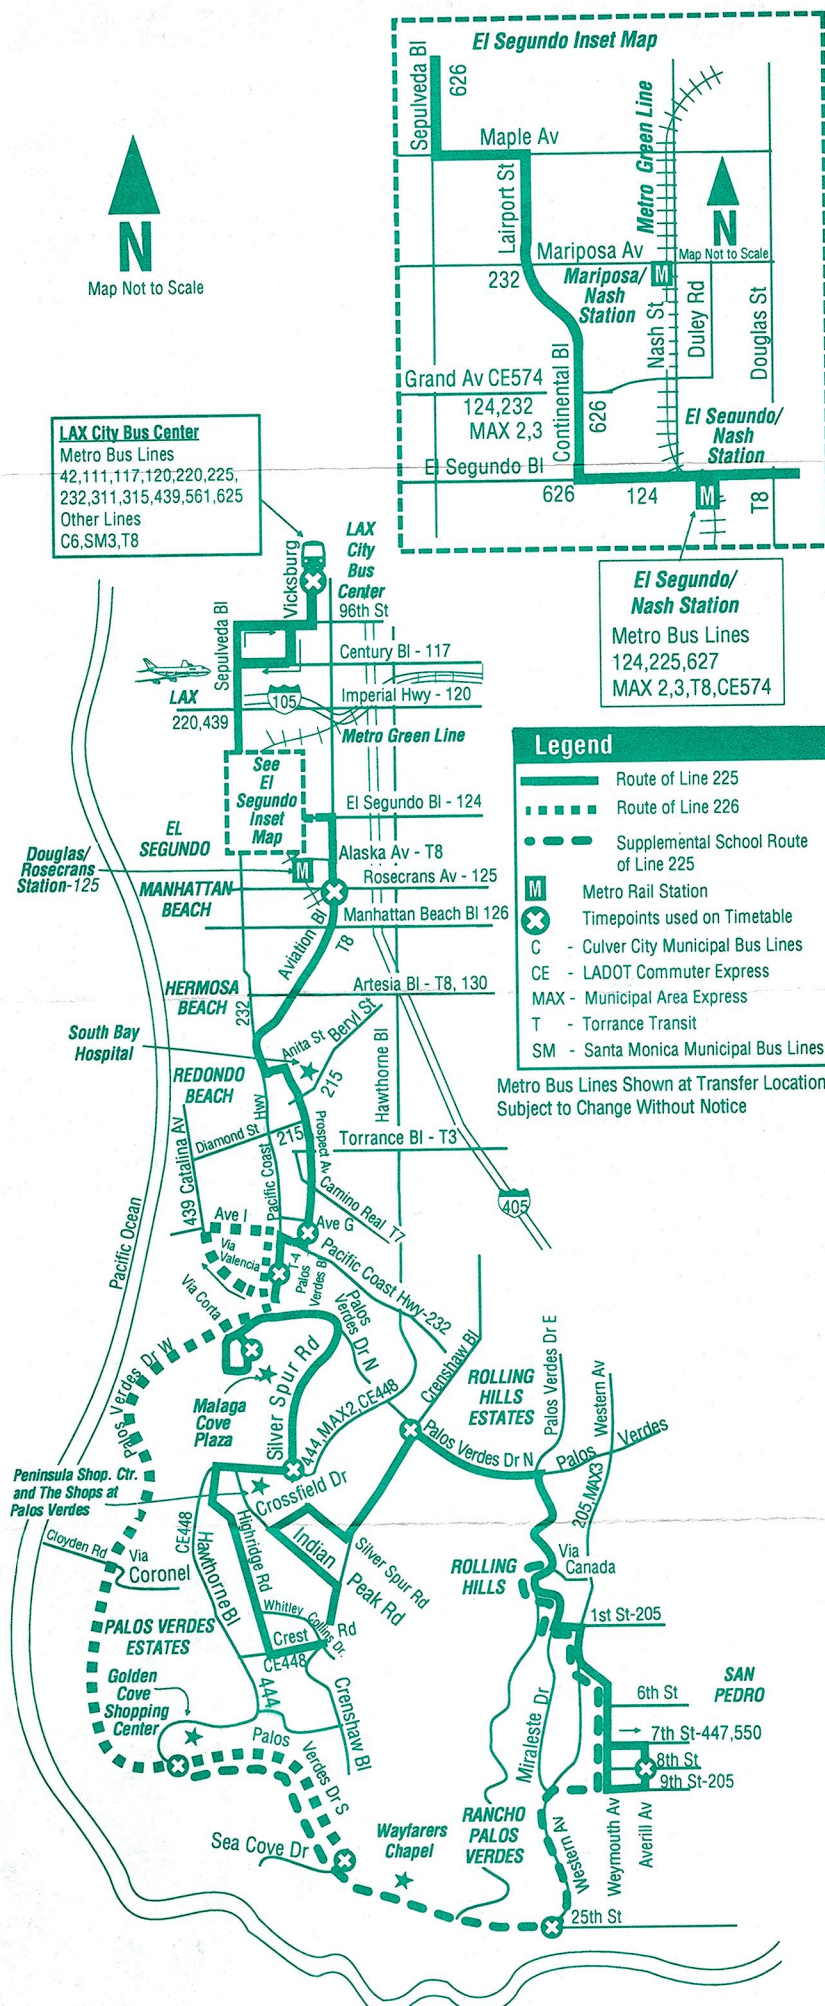 El Segundo Inset Map
Sepulveda Bl
626
Maple Av
Metro Green Line
Lairport St
N
Map Not to Scale
Mariposa Av
232
Mariposa/
Nash
Station
M
Nash St
Duley Rd
Douglas St
Grand Av CE574
124,232
MAX 2,3
Continental Bl
626
El Segundo/
Nash
Station
El Segundo Bl
626
124
M
T8
El Segundo/
Nash Station
Metro Bus Lines
124,225,627
MAX 2,3,T8,CE574
N
Map Not to Scale
LAX City Bus Center
Metro Bus Lines
42,111,117,120,220,225,
232,311,315,439,561,625
Other Lines
C6,SM3,T8
Vicksburg
LAX
City
Bus
Center
96th St
Sepulveda Bl
Century Bl - 117
LAX
105
Imperial Hwy - 120
220,439
Metro Green Line
See
El
Segundo
Inset
Map
El Segundo Bl - 124
EL
SEGUNDO
Alaska Av - T8
Douglas/
Rosecrans
Station-125
M
Rosecrans Av - 125
MANHATTAN
BEACH
Manhattan Beach Bl 126
Aviation Bl
T8
HERMOSA
BEACH
232
Artesia Bl - T8, 130
Legend
Route of Line 225
Route of Line 226
Supplemental School Route
of Line 225
M
Metro Rail Station
Timepoints used on Timetable
C - Culver City Municipal Bus Lines
CE - LADOT Commuter Express
MAX - Municipal Area Express
T - Torrance Transit
SM - Santa Monica Municipal Bus Lines
Metro Bus Lines Shown at Transfer Location
Subject to Change Without Notice
South Bay
Hospital
Anita St
Beryl St
215
Hawthorne Bl
REDONDO
BEACH
Pacific Coast Hwy
439 Catalina Av
Diamond St
215
Prospect Av
Torrance Bl - T3
405
Camino Real T7
Pacific Ocean
Ave I
Ave G
Via
Valencia
T-4
Palos
Verdes Bl
Pacific Coast Hwy-232
Via Corta
Palos
Verdes Dr N
Palos Verdes Dr W
Silver Spur Rd
Malaga
Cove
Plaza
444,MAX2,CE448
Crenshaw Bl
ROLLING
HILLS
ESTATES
Palos Verdes Dr E
Western Av
Palos Verdes Dr N
Palos Verdes
205,MAX3
Peninsula Shop. Ctr.
and The Shops at
Palos Verdes
Crossfield Dr
CE448
Hawthorne Bl
Highridge Rd
Indian
Peak Rd
Silver Spur Rd
Cloyden Rd
Via
Coronel
ROLLING
HILLS
Via
Canada
1st St-205
Whitley
Collins Dr.
Crest
Rd
CE448
444
Crenshaw Bl
PALOS VERDES
ESTATES
Golden
Cove
Shopping
Center
Palos
Verdes Dr S
Miraleste Dr
6th St
SAN
PEDRO
7th St-447,550
8th St
9th St-205
Weymouth Av
Averill Av
Western Av
RANCHO
PALOS
VERDES
Wayfarers
Chapel
Sea Cove Dr
25th St